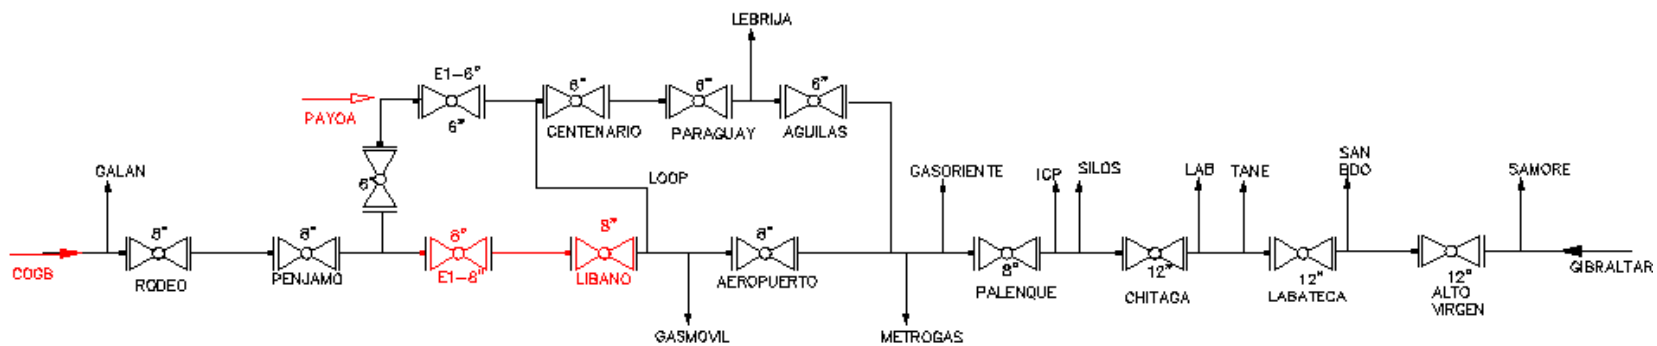 LEBRIJA
E1-6"
6"
6"
6"
6"
PAYOA
CENTENARIO
PARAGUAY
AGUILAS
GALAN
6"
LOOP
GASORIENTE
ICP
SILOS
LAB
TANE
SAN
BDO
SAMORE
8"
8"
8"
8"
8"
COGB
RODEO
PENJAMO
E1-8"
LIBANO
AEROPUERTO
8"
PALENQUE
12"
CHITAGA
12"
LABATECA
12"
ALTO
VIRGEN
GIBRALTAR
GASMOVIL
METROGAS